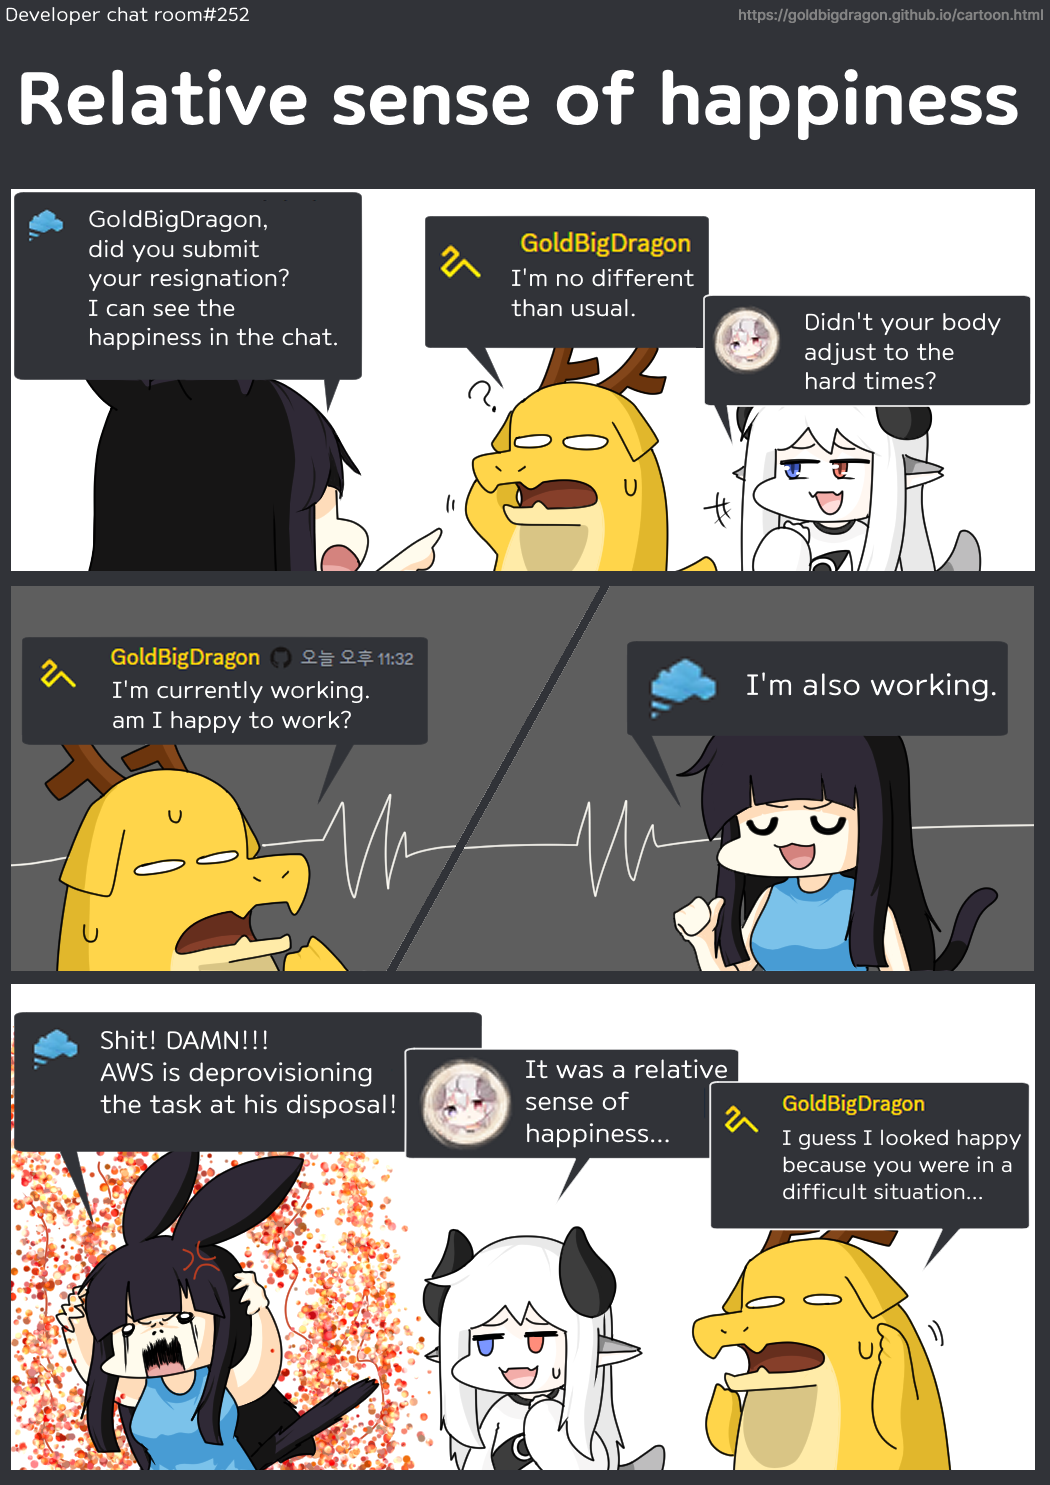 Developer chat room#252
https://goldbigdragon.github.io/cartoon.html
Relative sense of happiness
GoldBigDragon,
did you submit
your resignation?
I can see the
happiness in the chat.
GoldBigDragon
I'm no different
than usual.
Didn't your body
adjust to the
hard times?
?
GoldBigDragon 오늘 오후 11:32
I'm currently working.
am I happy to work?
I'm also working.
Shit! DAMN!!!
AWS is deprovisioning
the task at his disposal!
It was a relative
sense of
happiness...
GoldBigDragon
I guess I looked happy
because you were in a
difficult situation...